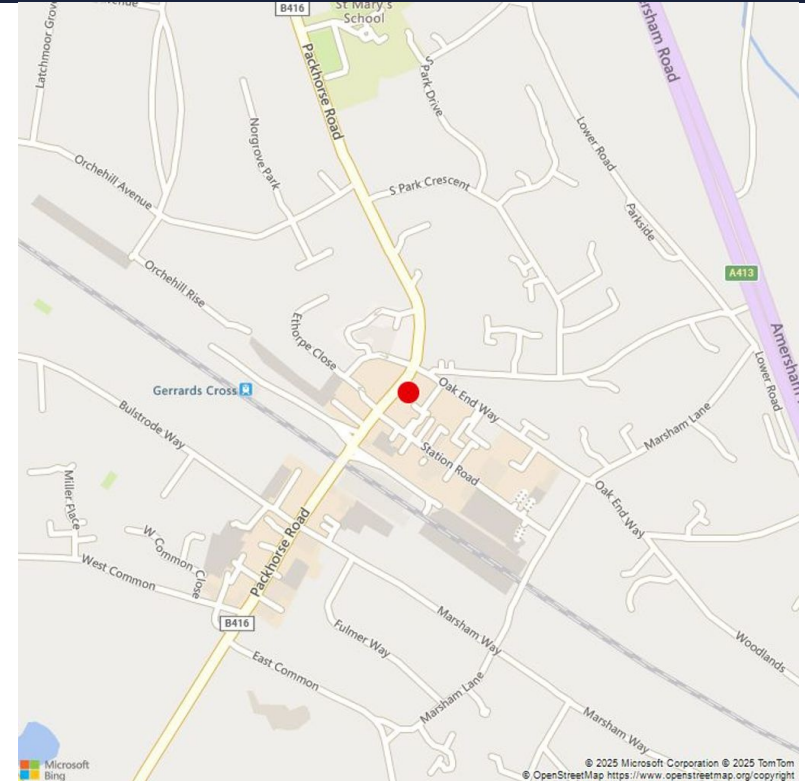 B416
St Mary's
School
Latchmoor Grov
Packhorse Road
ersham Road
S
Park Drive
Norgrove Park
Lower Road
Orchehill Avenue
S Park Crescent
Parkside
A413
Orchehill Rise
Ethorpe Close
Amersham
Lower Road
Gerrards Cross
Oak End Way
Bulstrode Way
Station Road
Marsham Lane
Miller Place
Oak End Way
W Common Close
Packhorse Road
West Common
B416
Fulmer Way
Marsham Way
Woodlands
East Common
Marsham Lane
Marsham Way
Microsoft
Bing
© 2025 Microsoft Corporation © 2025 TomTom
© OpenStreetMap https://www.openstreetmap.org/copyright